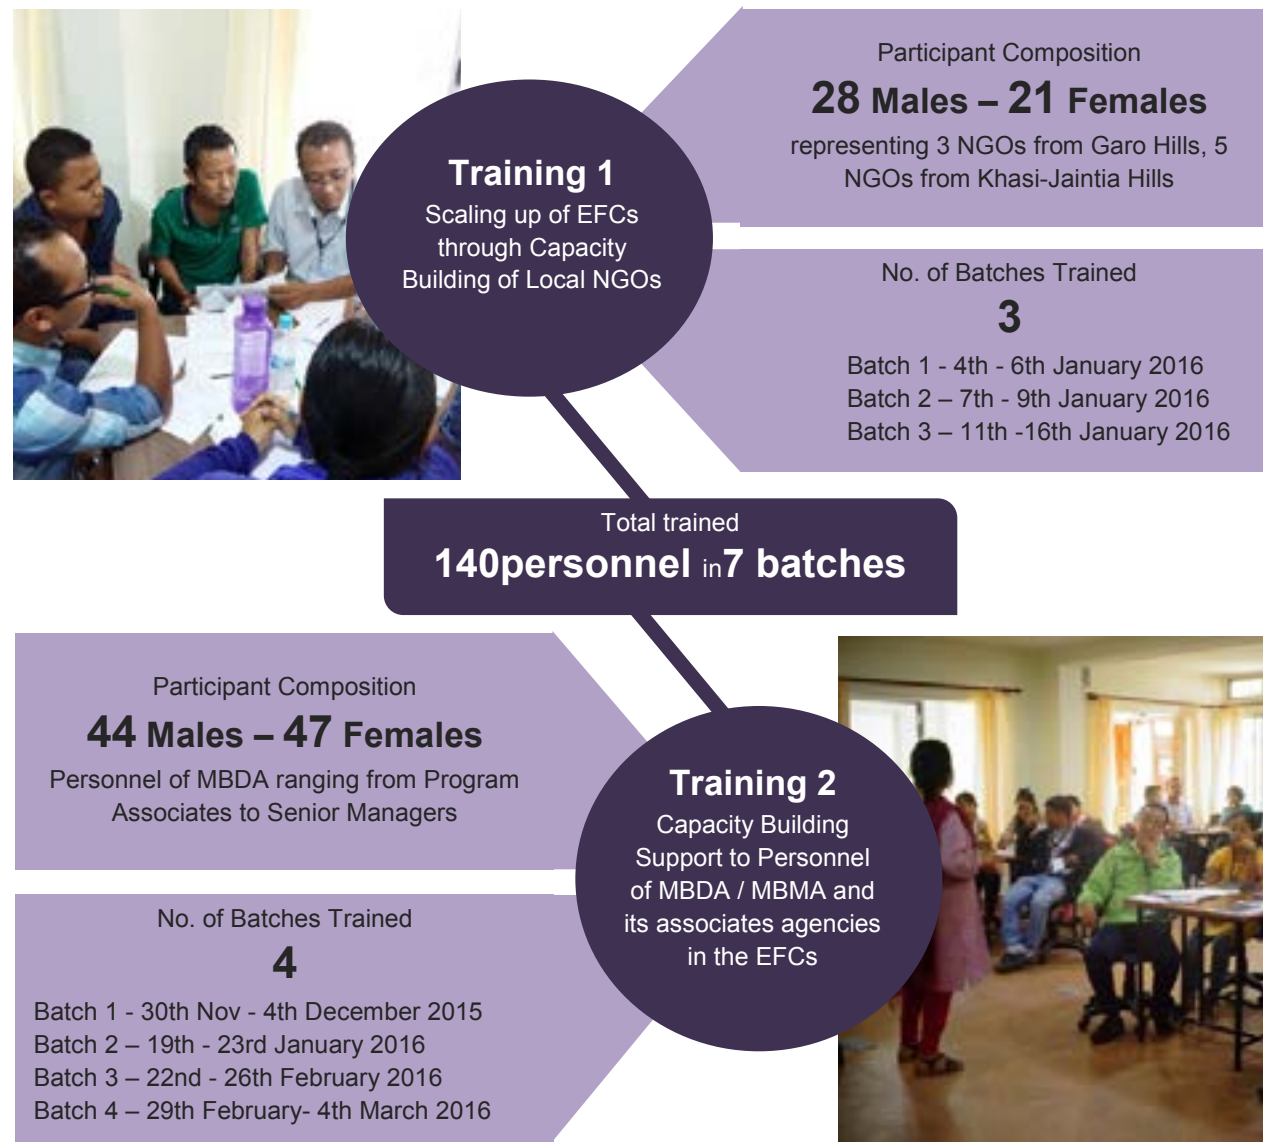 Training 1
Scaling up of EFCs
through Capacity
Building of Local NGOs
Participant Composition
28 Males – 21 Females
representing 3 NGOs from Garo Hills, 5
NGOs from Khasi-Jaintia Hills
No. of Batches Trained
3
Batch 1 - 4th - 6th January 2016
Batch 2 – 7th - 9th January 2016
Batch 3 – 11th -16th January 2016
Total trained
140personnel in7 batches
Participant Composition
44 Males – 47 Females
Personnel of MBDA ranging from Program
Associates to Senior Managers
Training 2
Capacity Building
Support to Personnel
of MBDA / MBMA and
its associates agencies
in the EFCs
No. of Batches Trained
4
Batch 1 - 30th Nov - 4th December 2015
Batch 2 – 19th - 23rd January 2016
Batch 3 – 22nd - 26th February 2016
Batch 4 – 29th February- 4th March 2016